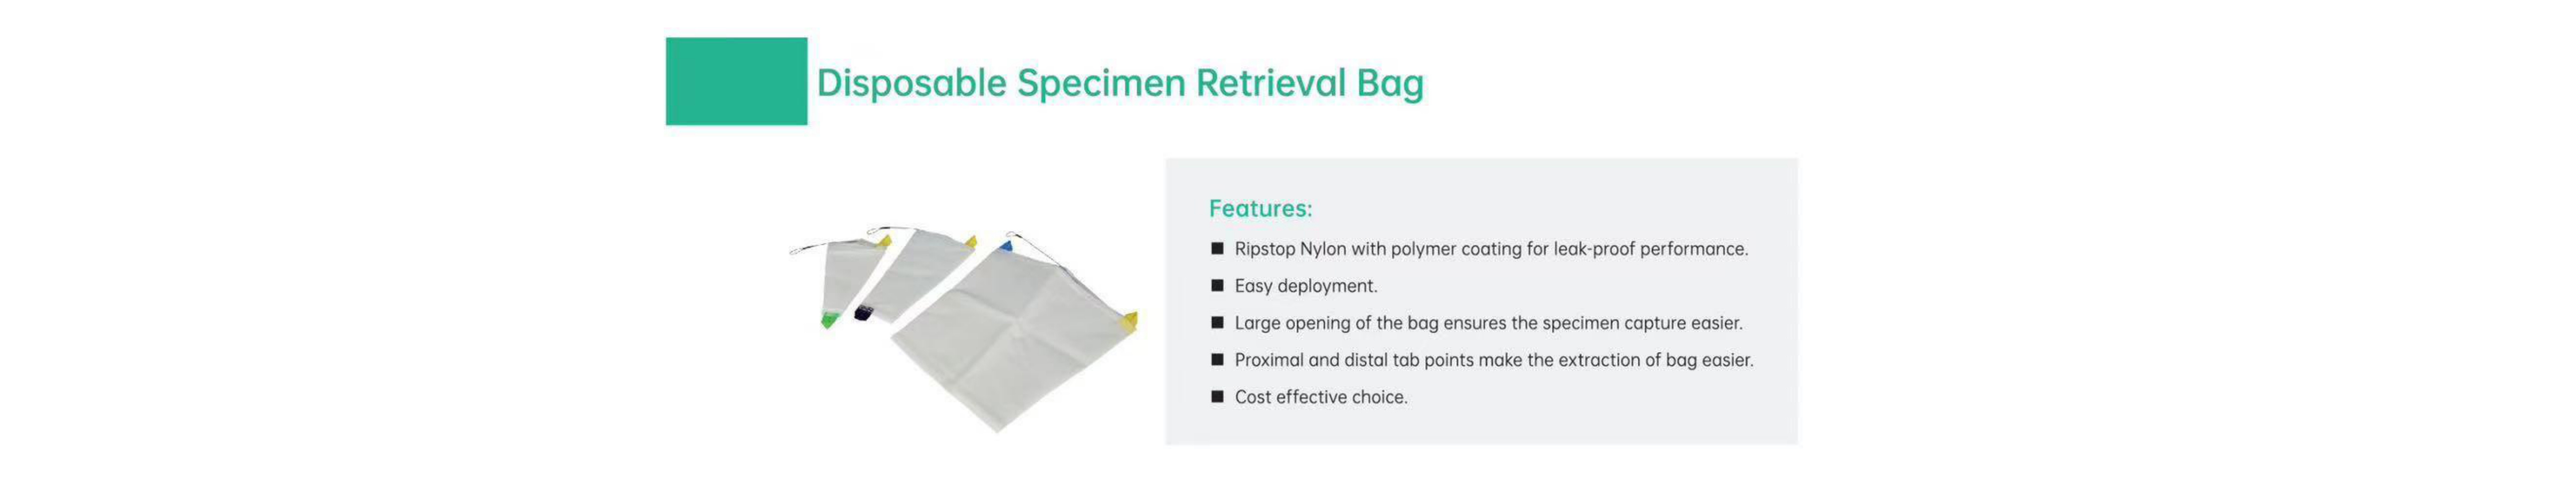 Disposable Specimen Retrieval Bag
Features:
Ripstop Nylon with polymer coating for leak-proof performance.
Easy deployment.
Large opening of the bag ensures the specimen capture easier.
Proximal and distal tab points make the extraction of bag easier.
Cost effective choice.